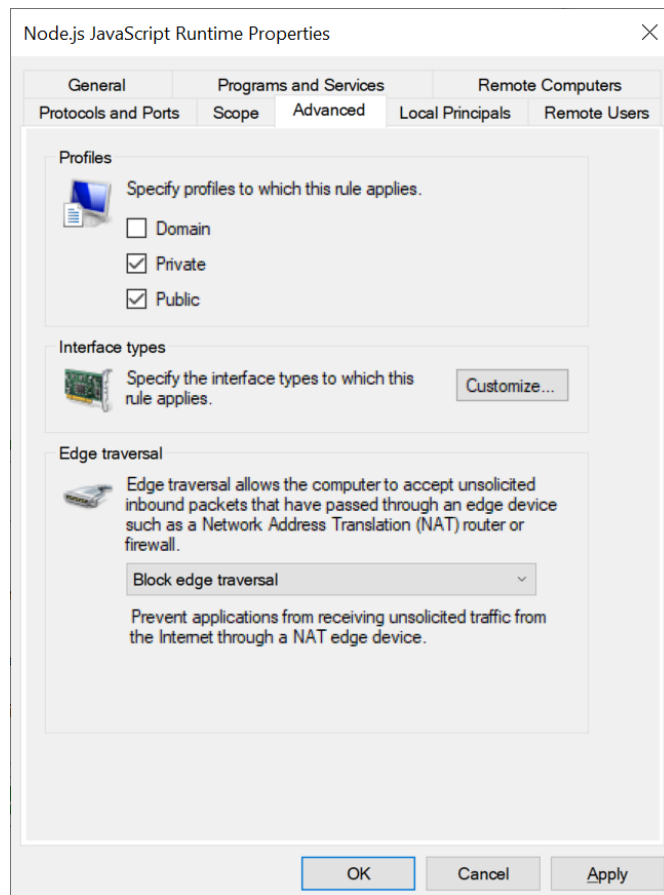 Node.js JavaScript Runtime Properties
General Programs and Services Remote Computers
Protocols and Ports Scope Advanced Local Principals Remote Users
Profiles
Specify profiles to which this rule applies.
Domain
Private
Public
Interface types
Specify the interface types to which this
rule applies.
Customize...
Edge traversal
Edge traversal allows the computer to accept unsolicited
inbound packets that have passed through an edge device
such as a Network Address Translation (NAT) router or
firewall.
Block edge traversal
Prevent applications from receiving unsolicited traffic from
the Internet through a NAT edge device.
OK Cancel Apply